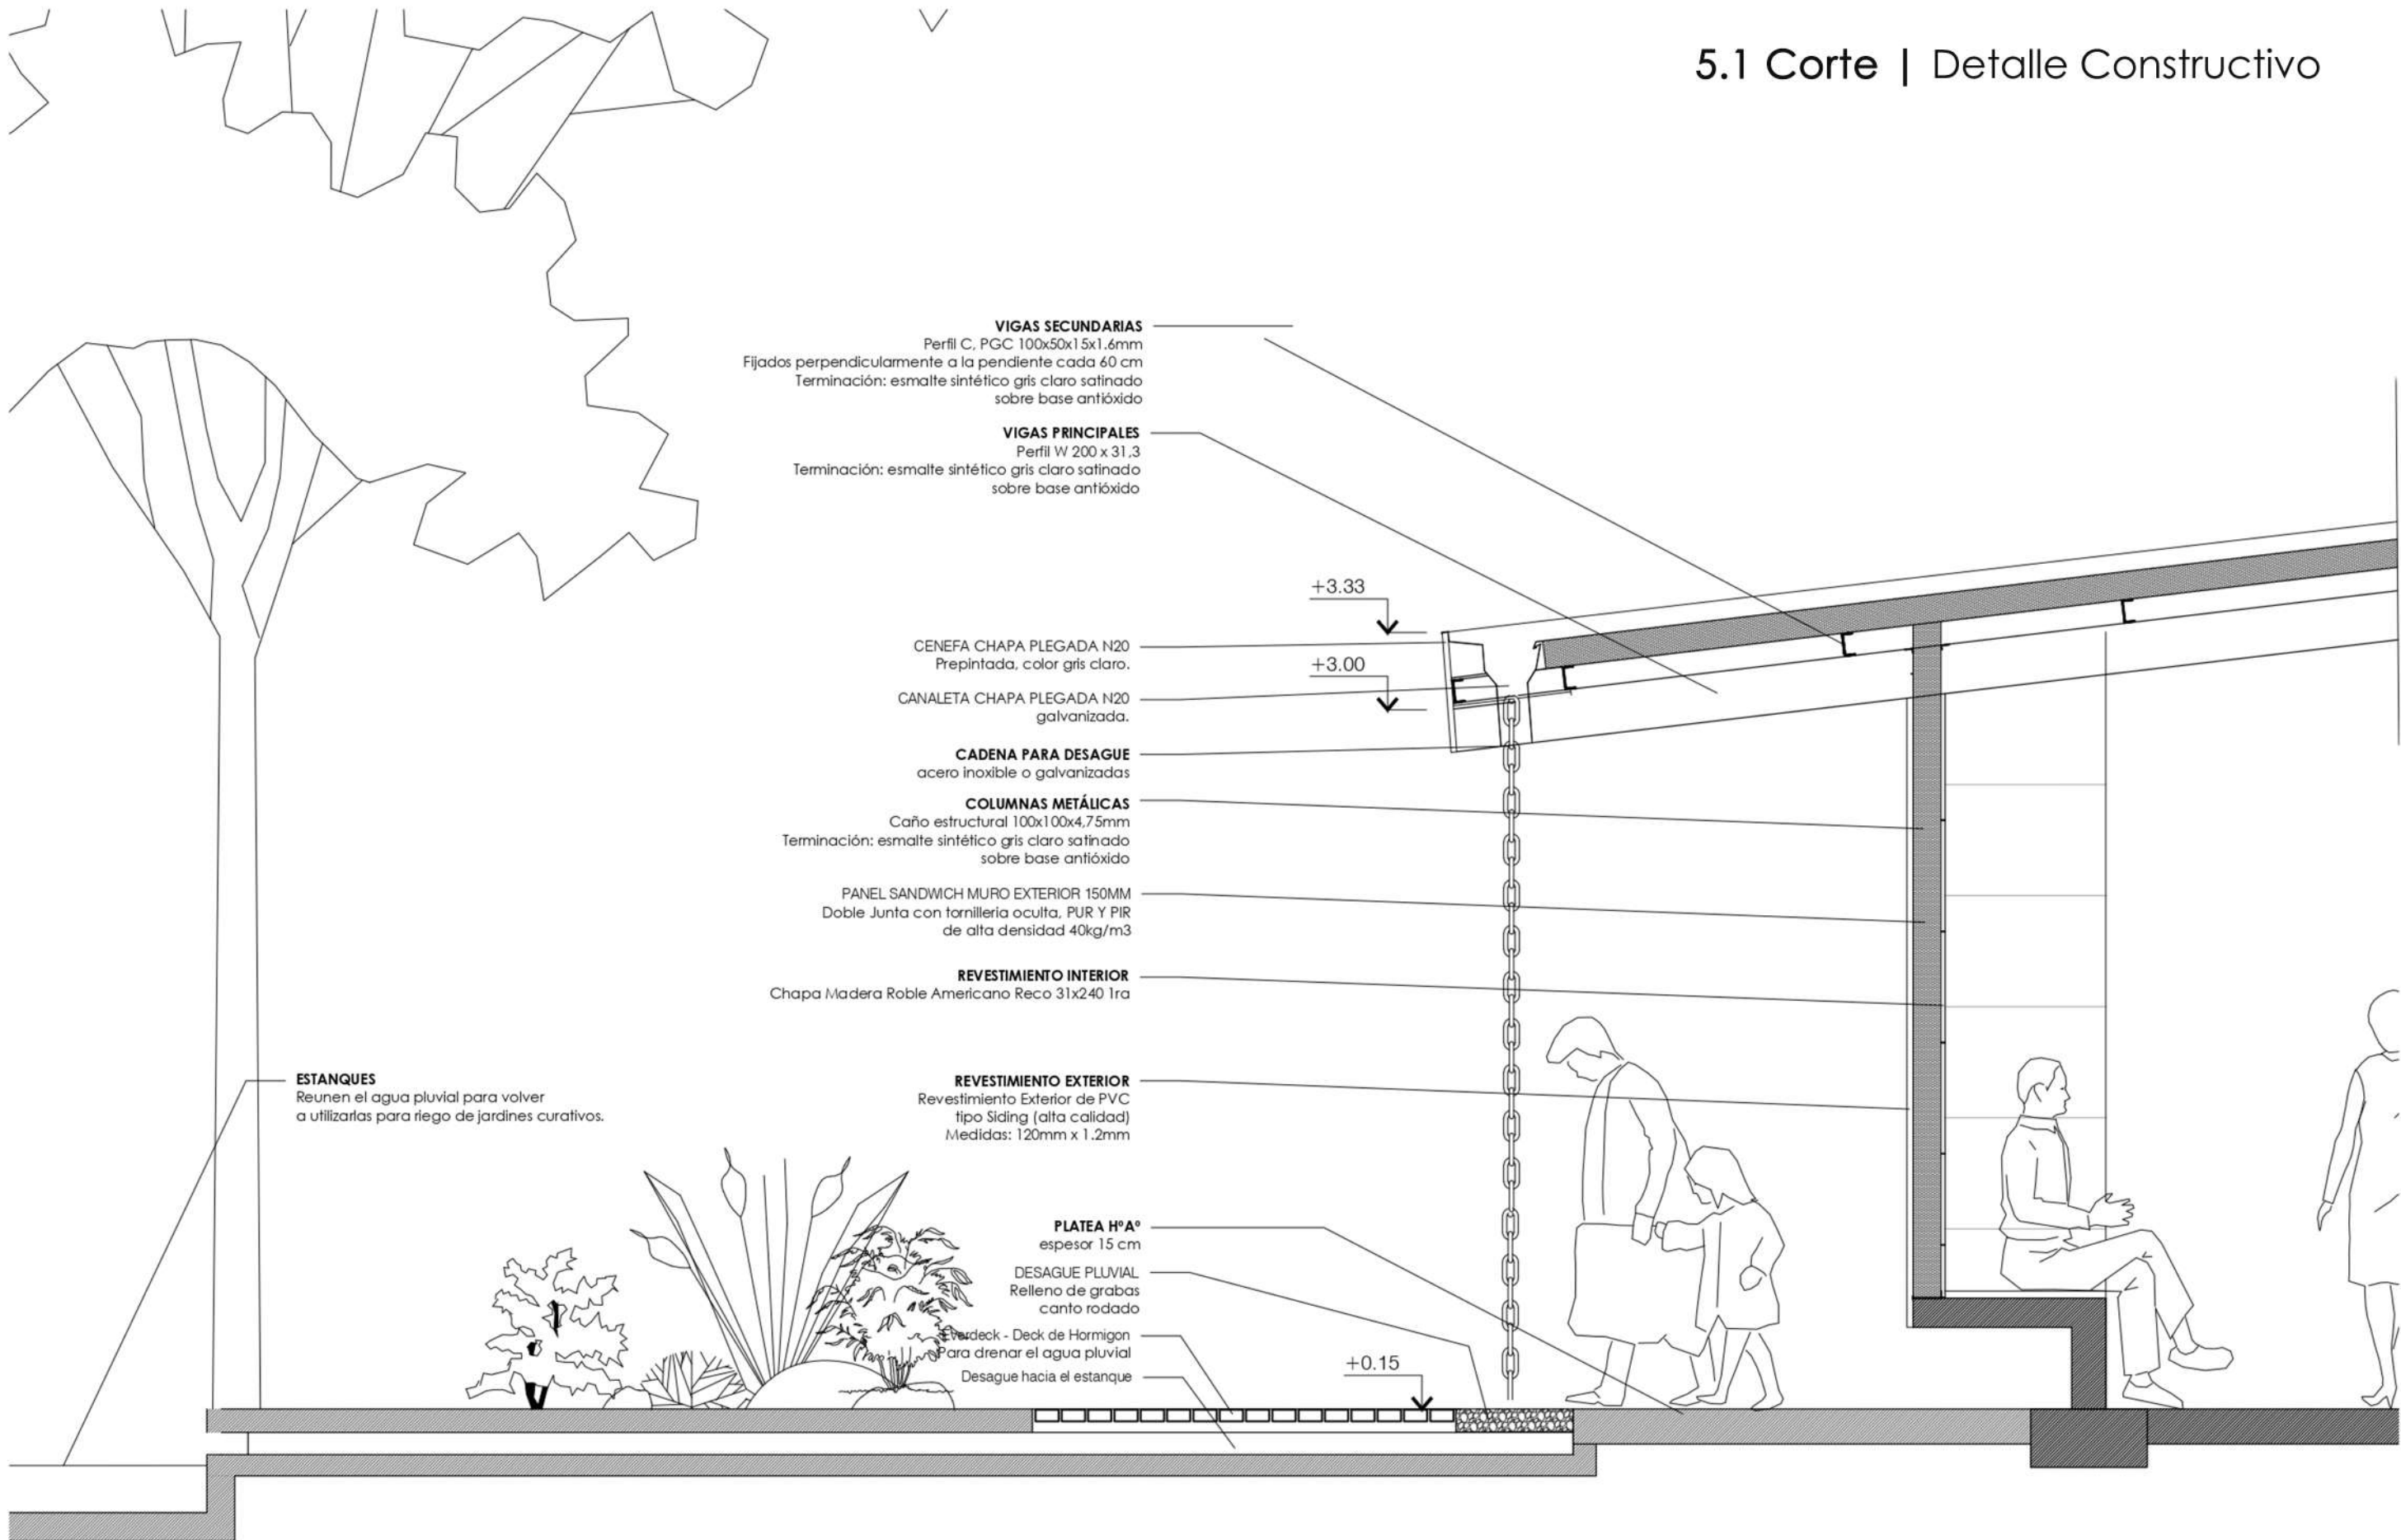 5.1 Corte | Detalle Constructivo
VIGAS SECUNDARIAS
Perfil C, PGC 100x50x15x1.6mm
Fijados perpendicularmente a la pendiente cada 60 cm
Terminación: esmalte sintético gris claro satinado
sobre base antióxido
VIGAS PRINCIPALES
Perfil W 200 x 31,3
Terminación: esmalte sintético gris claro satinado
sobre base antióxido
+3.33
CENEFA CHAPA PLEGADA N20
Prepintada, color gris claro.
+3.00
CANALETA CHAPA PLEGADA N20
galvanizada.
CADENA PARA DESAGUE
acero inoxible o galvanizadas
COLUMNAS METÁLICAS
Caño estructural 100x100x4,75mm
Terminación: esmalte sintético gris claro satinado
sobre base antióxido
PANEL SANDWICH MURO EXTERIOR 150MM
Doble Junta con tornilleria oculta, PUR Y PIR
de alta densidad 40kg/m3
REVESTIMIENTO INTERIOR
Chapa Madera Roble Americano Reco 31x240 1ra
ESTANQUES
Reunen el agua pluvial para volver
a utilizarlas para riego de jardines curativos.
REVESTIMIENTO EXTERIOR
Revestimiento Exterior de PVC
tipo Siding (alta calidad)
Medidas: 120mm x 1.2mm
PLATEA HºAº
espesor 15 cm
DESAGUE PLUVIAL
Relleno de grabas
canto rodado
Everdeck - Deck de Hormigon
Para drenar el agua pluvial
Desague hacia el estanque
+0.15